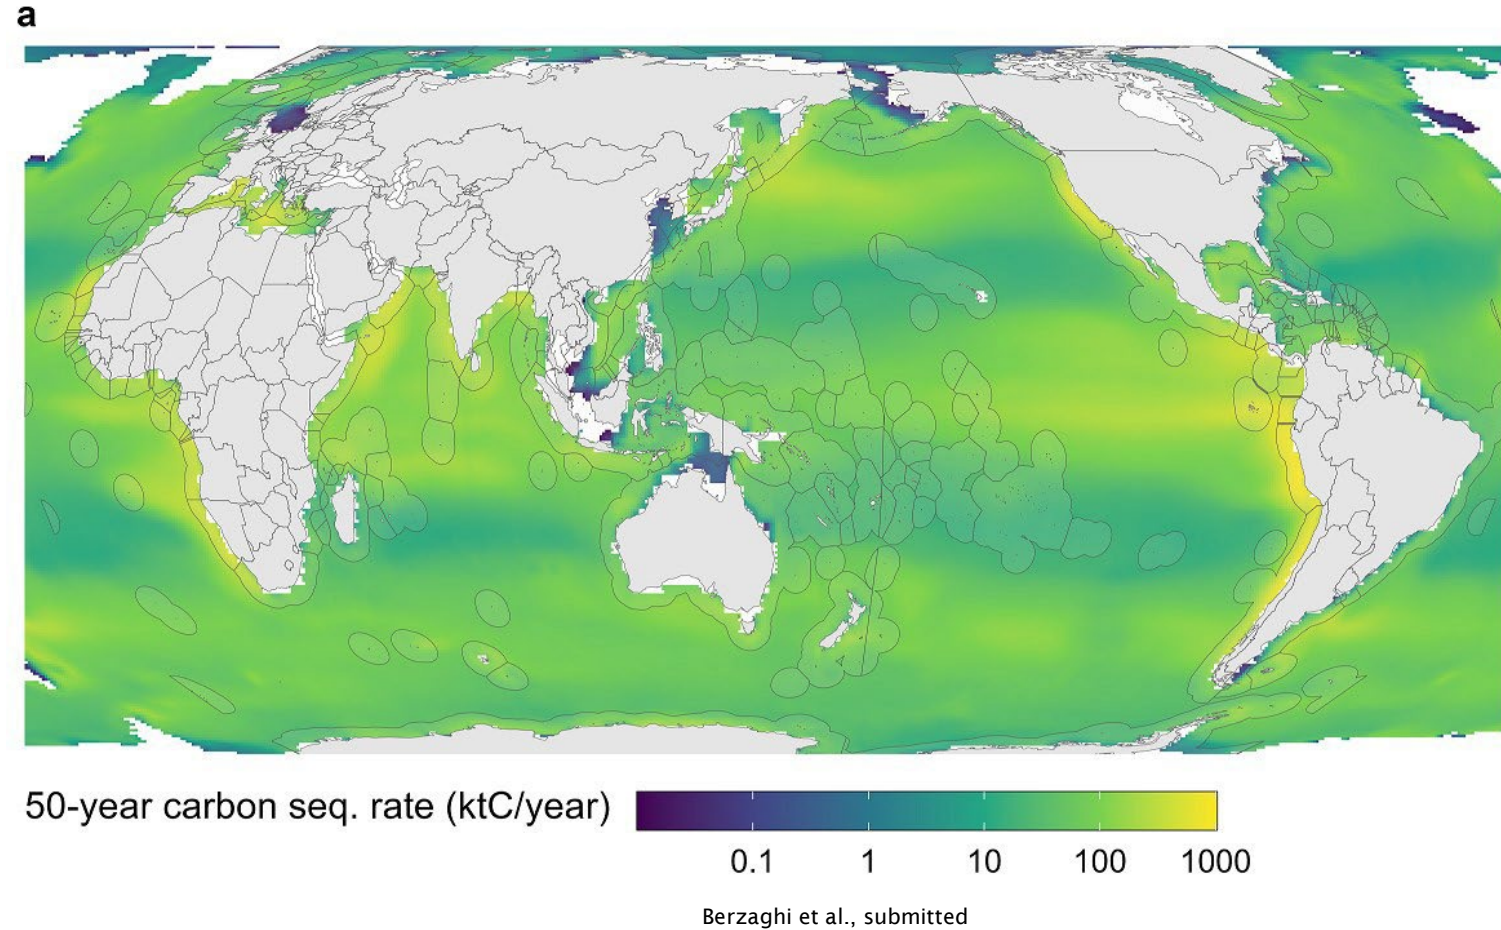 a
50-year carbon seq. rate (ktC/year)
0.1 1 10 100 1000
Berzaghi et al., submitted